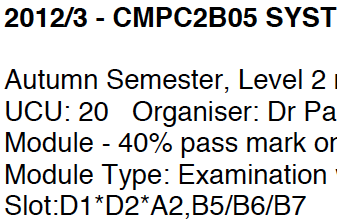 2012/3 - CMPC2B05 SYST
Autumn Semester, Level 2
UCU: 20 Organiser: Dr Pa
Module - 40% pass mark on
Module Type: Examination
Slot:D1*D2*A2,B5/B6/B7